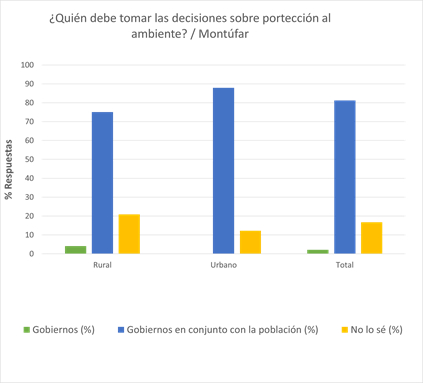 ¿Quién debe tomar las decisiones sobre portección al
ambiente? / Montúfar
% Respuestas
100
90
80
70
60
50
40
30
20
10
0
Rural Urbano Total
Gobiernos (%) Gobiernos en conjunto con la población (%) No lo sé (%)